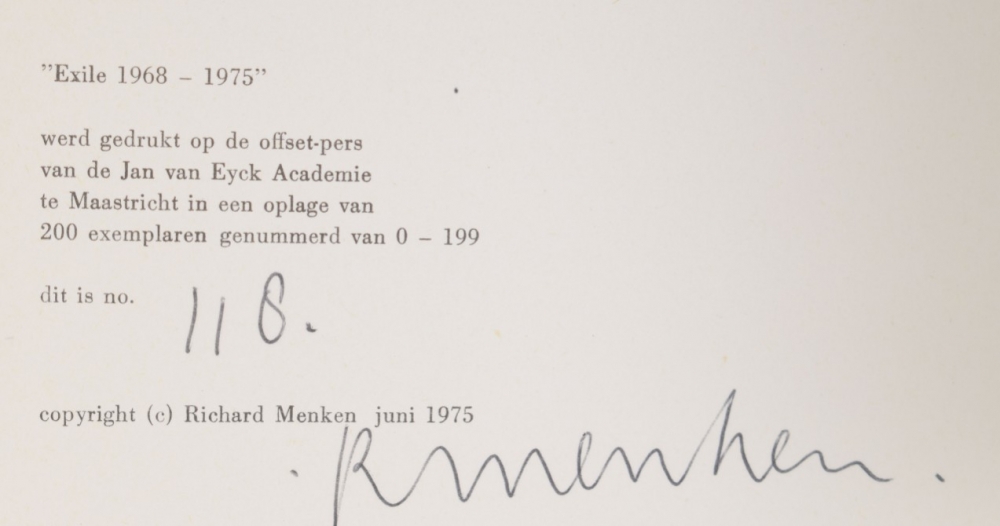 ”Exile 1968 – 1975”
werd gedrukt op de offset-pers
van de Jan van Eyck Academie
te Maastricht in een oplage van
200 exemplaren genummerd van 0 – 199
dit is no. 118.
copyright (c) Richard Menken juni 1975
. RMenken .